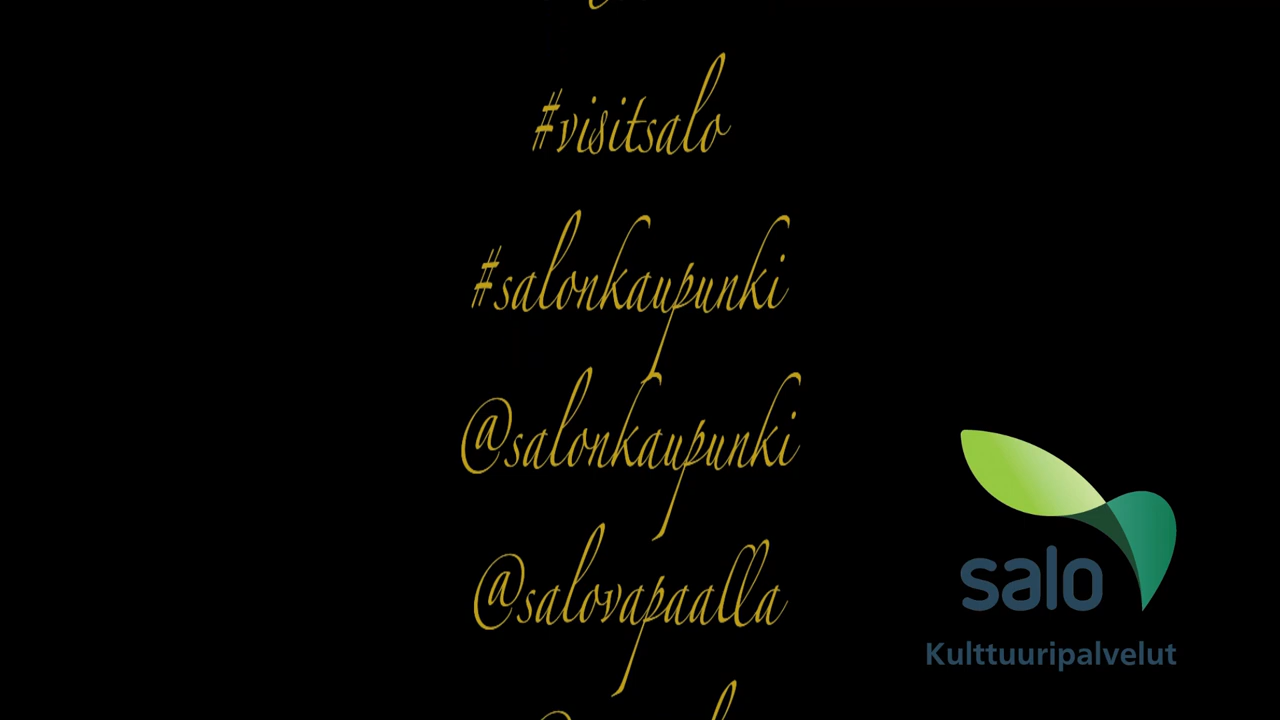 #visitsalo
#salonkaupunki
@salonkaupunki
@salovapaalla
salo
Kulttuuripalvelut